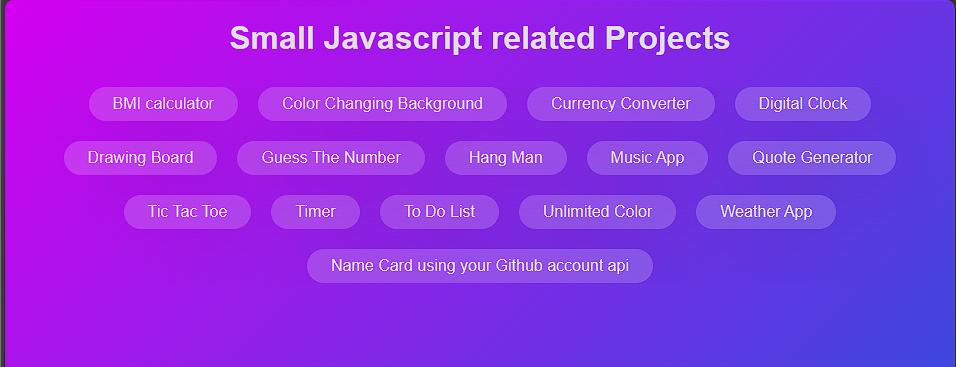 Small Javascript related Projects
BMI calculator Color Changing Background Currency Converter Digital Clock
Drawing Board Guess The Number Hang Man Music App Quote Generator
Tic Tac Toe Timer To Do List Unlimited Color Weather App
Name Card using your Github account api